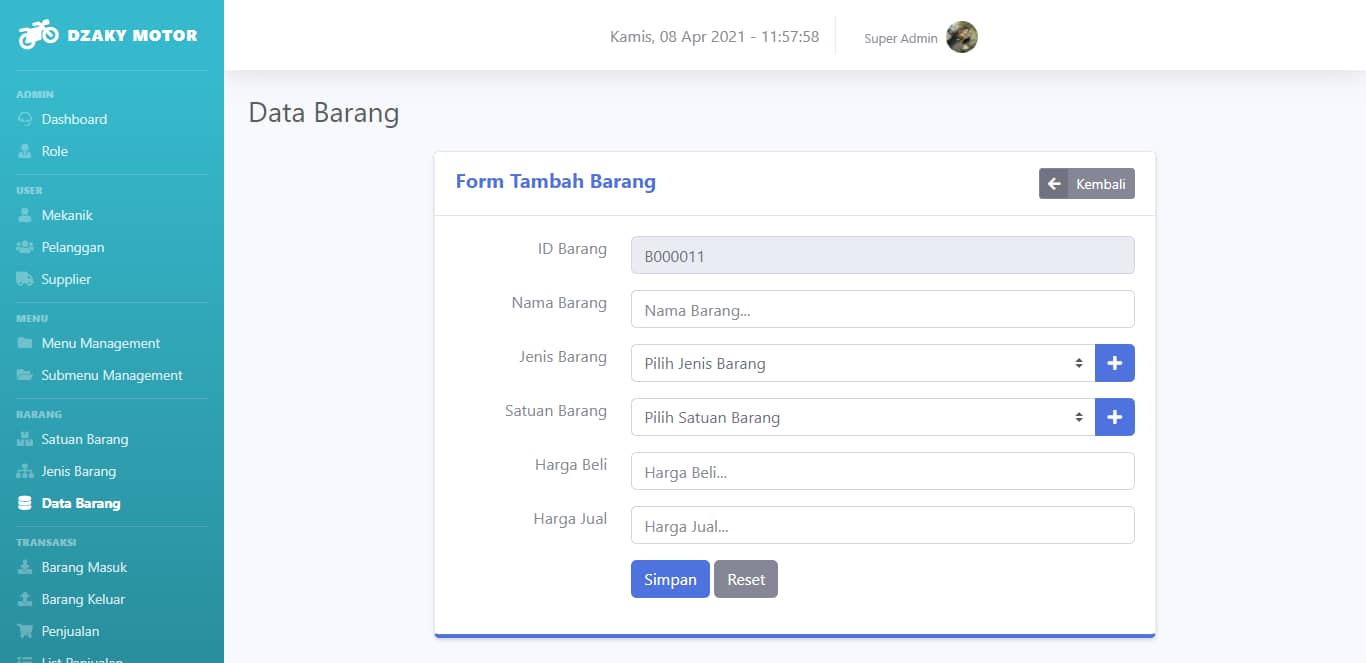 DZAKY MOTOR
Kamis, 08 Apr 2021 - 11:57:58
Super Admin
ADMIN
Dashboard
Role
USER
Mekanik
Pelanggan
Supplier
MENU
Menu Management
Submenu Management
BARANG
Satuan Barang
Jenis Barang
Data Barang
TRANSAKSI
Barang Masuk
Barang Keluar
Penjualan
List Penjualan
Data Barang
Form Tambah Barang
Kembali
ID Barang
B000011
Nama Barang
Nama Barang...
Jenis Barang
Pilih Jenis Barang
Satuan Barang
Pilih Satuan Barang
Harga Beli
Harga Beli...
Harga Jual
Harga Jual...
Simpan Reset